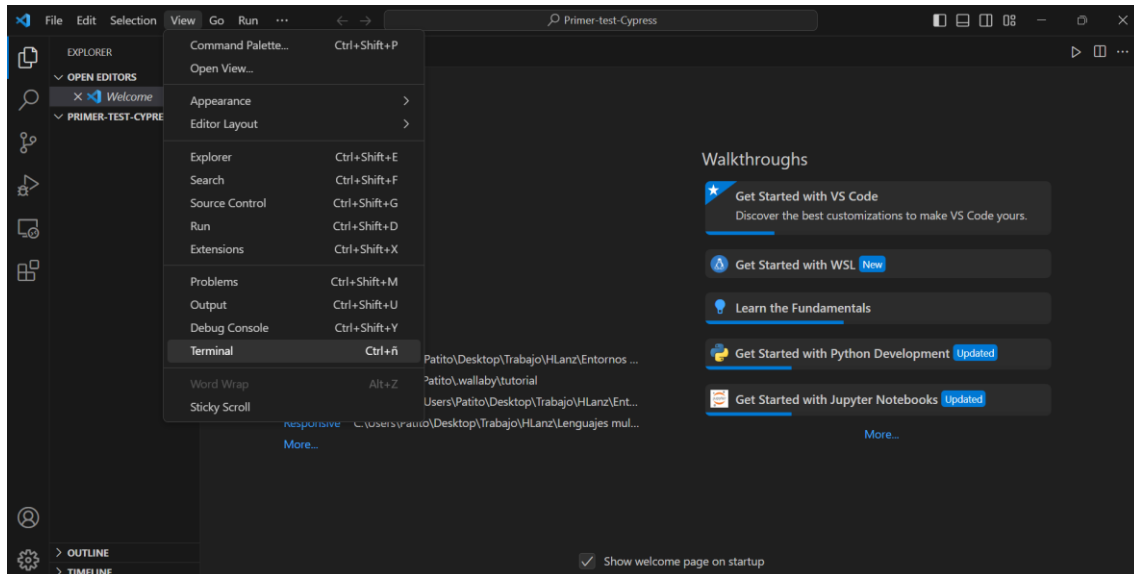 File Edit Selection View Go Run ··· Primer-test-Cypress
EXPLORER
OPEN EDITORS
Welcome
PRIMER-TEST-CYPRE
Command Palette... Ctrl+Shift+P
Open View...
Appearance
Editor Layout
Explorer Ctrl+Shift+E
Search Ctrl+Shift+F
Source Control Ctrl+Shift+G
Run Ctrl+Shift+D
Extensions Ctrl+Shift+X
Problems Ctrl+Shift+M
Output Ctrl+Shift+U
Debug Console Ctrl+Shift+Y
Terminal Ctrl+ñ
Word Wrap Alt+Z
Sticky Scroll
Patito\Desktop\Trabajo\HLanz\Entornos ...
Patito\.wallaby\tutorial
Users\Patito\Desktop\Trabajo\HLanz\Ent...
Responsive C:\Users\Patito\Desktop\Trabajo\HLanz\Lenguajes mul...
More...
Walkthroughs
Get Started with VS Code
Discover the best customizations to make VS Code yours.
Get Started with WSL New
Learn the Fundamentals
Get Started with Python Development Updated
Get Started with Jupyter Notebooks Updated
More...
Show welcome page on startup
OUTLINE
TIMELINE